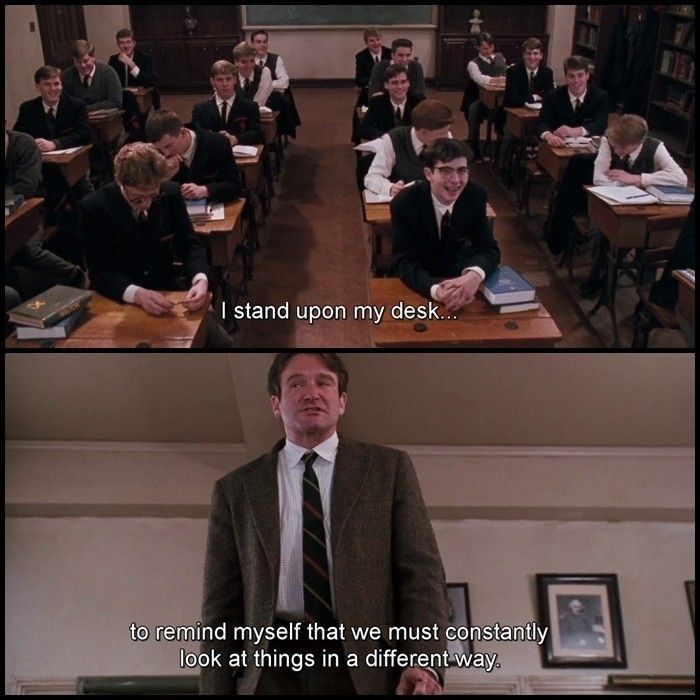 I stand upon my desk...
to remind myself that we must constantly
look at things in a different way.